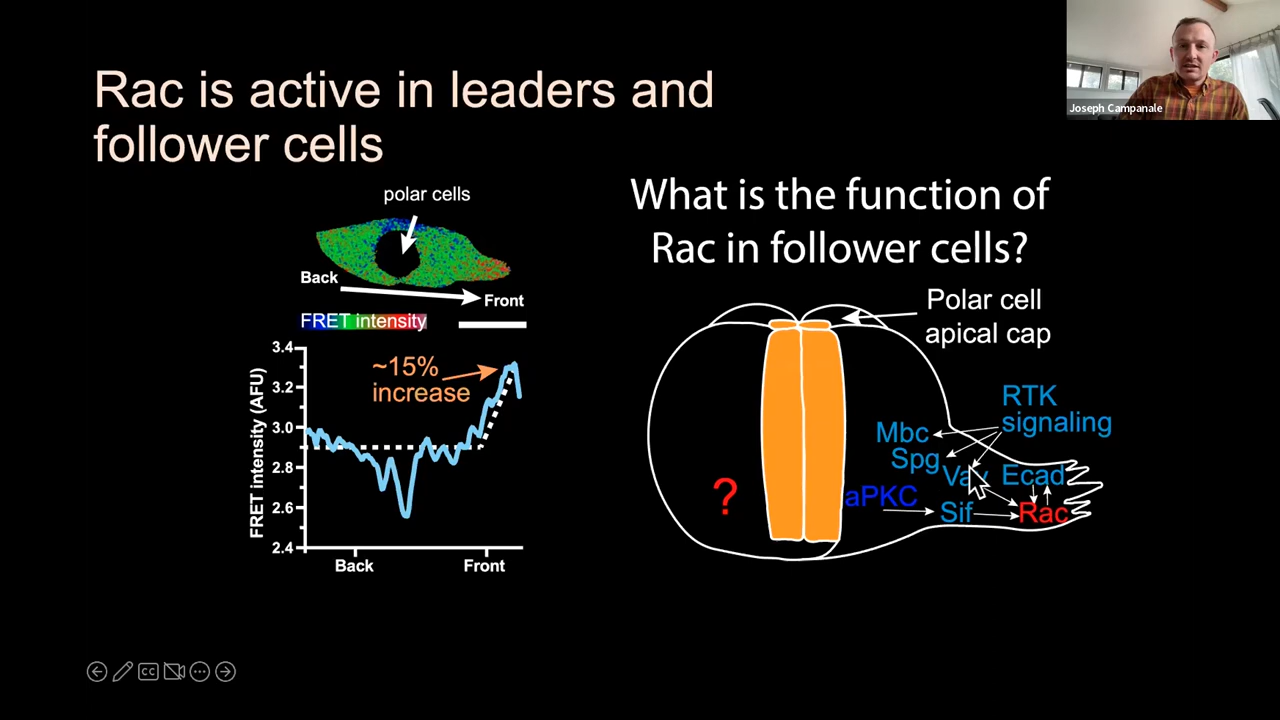 Rac is active in leaders and
follower cells
Joseph Campanale
polar cells
Back
Front
FRET intensity
3.4
3.2
3.0
2.8
2.6
2.4
FRET intensity (AFU)
~15%
increase
Back
Front
What is the function of
Rac in follower cells?
Polar cell
apical cap
RTK
signaling
Mbc
Spg
Ecad
aPKC
Sif
Rac
?
CC